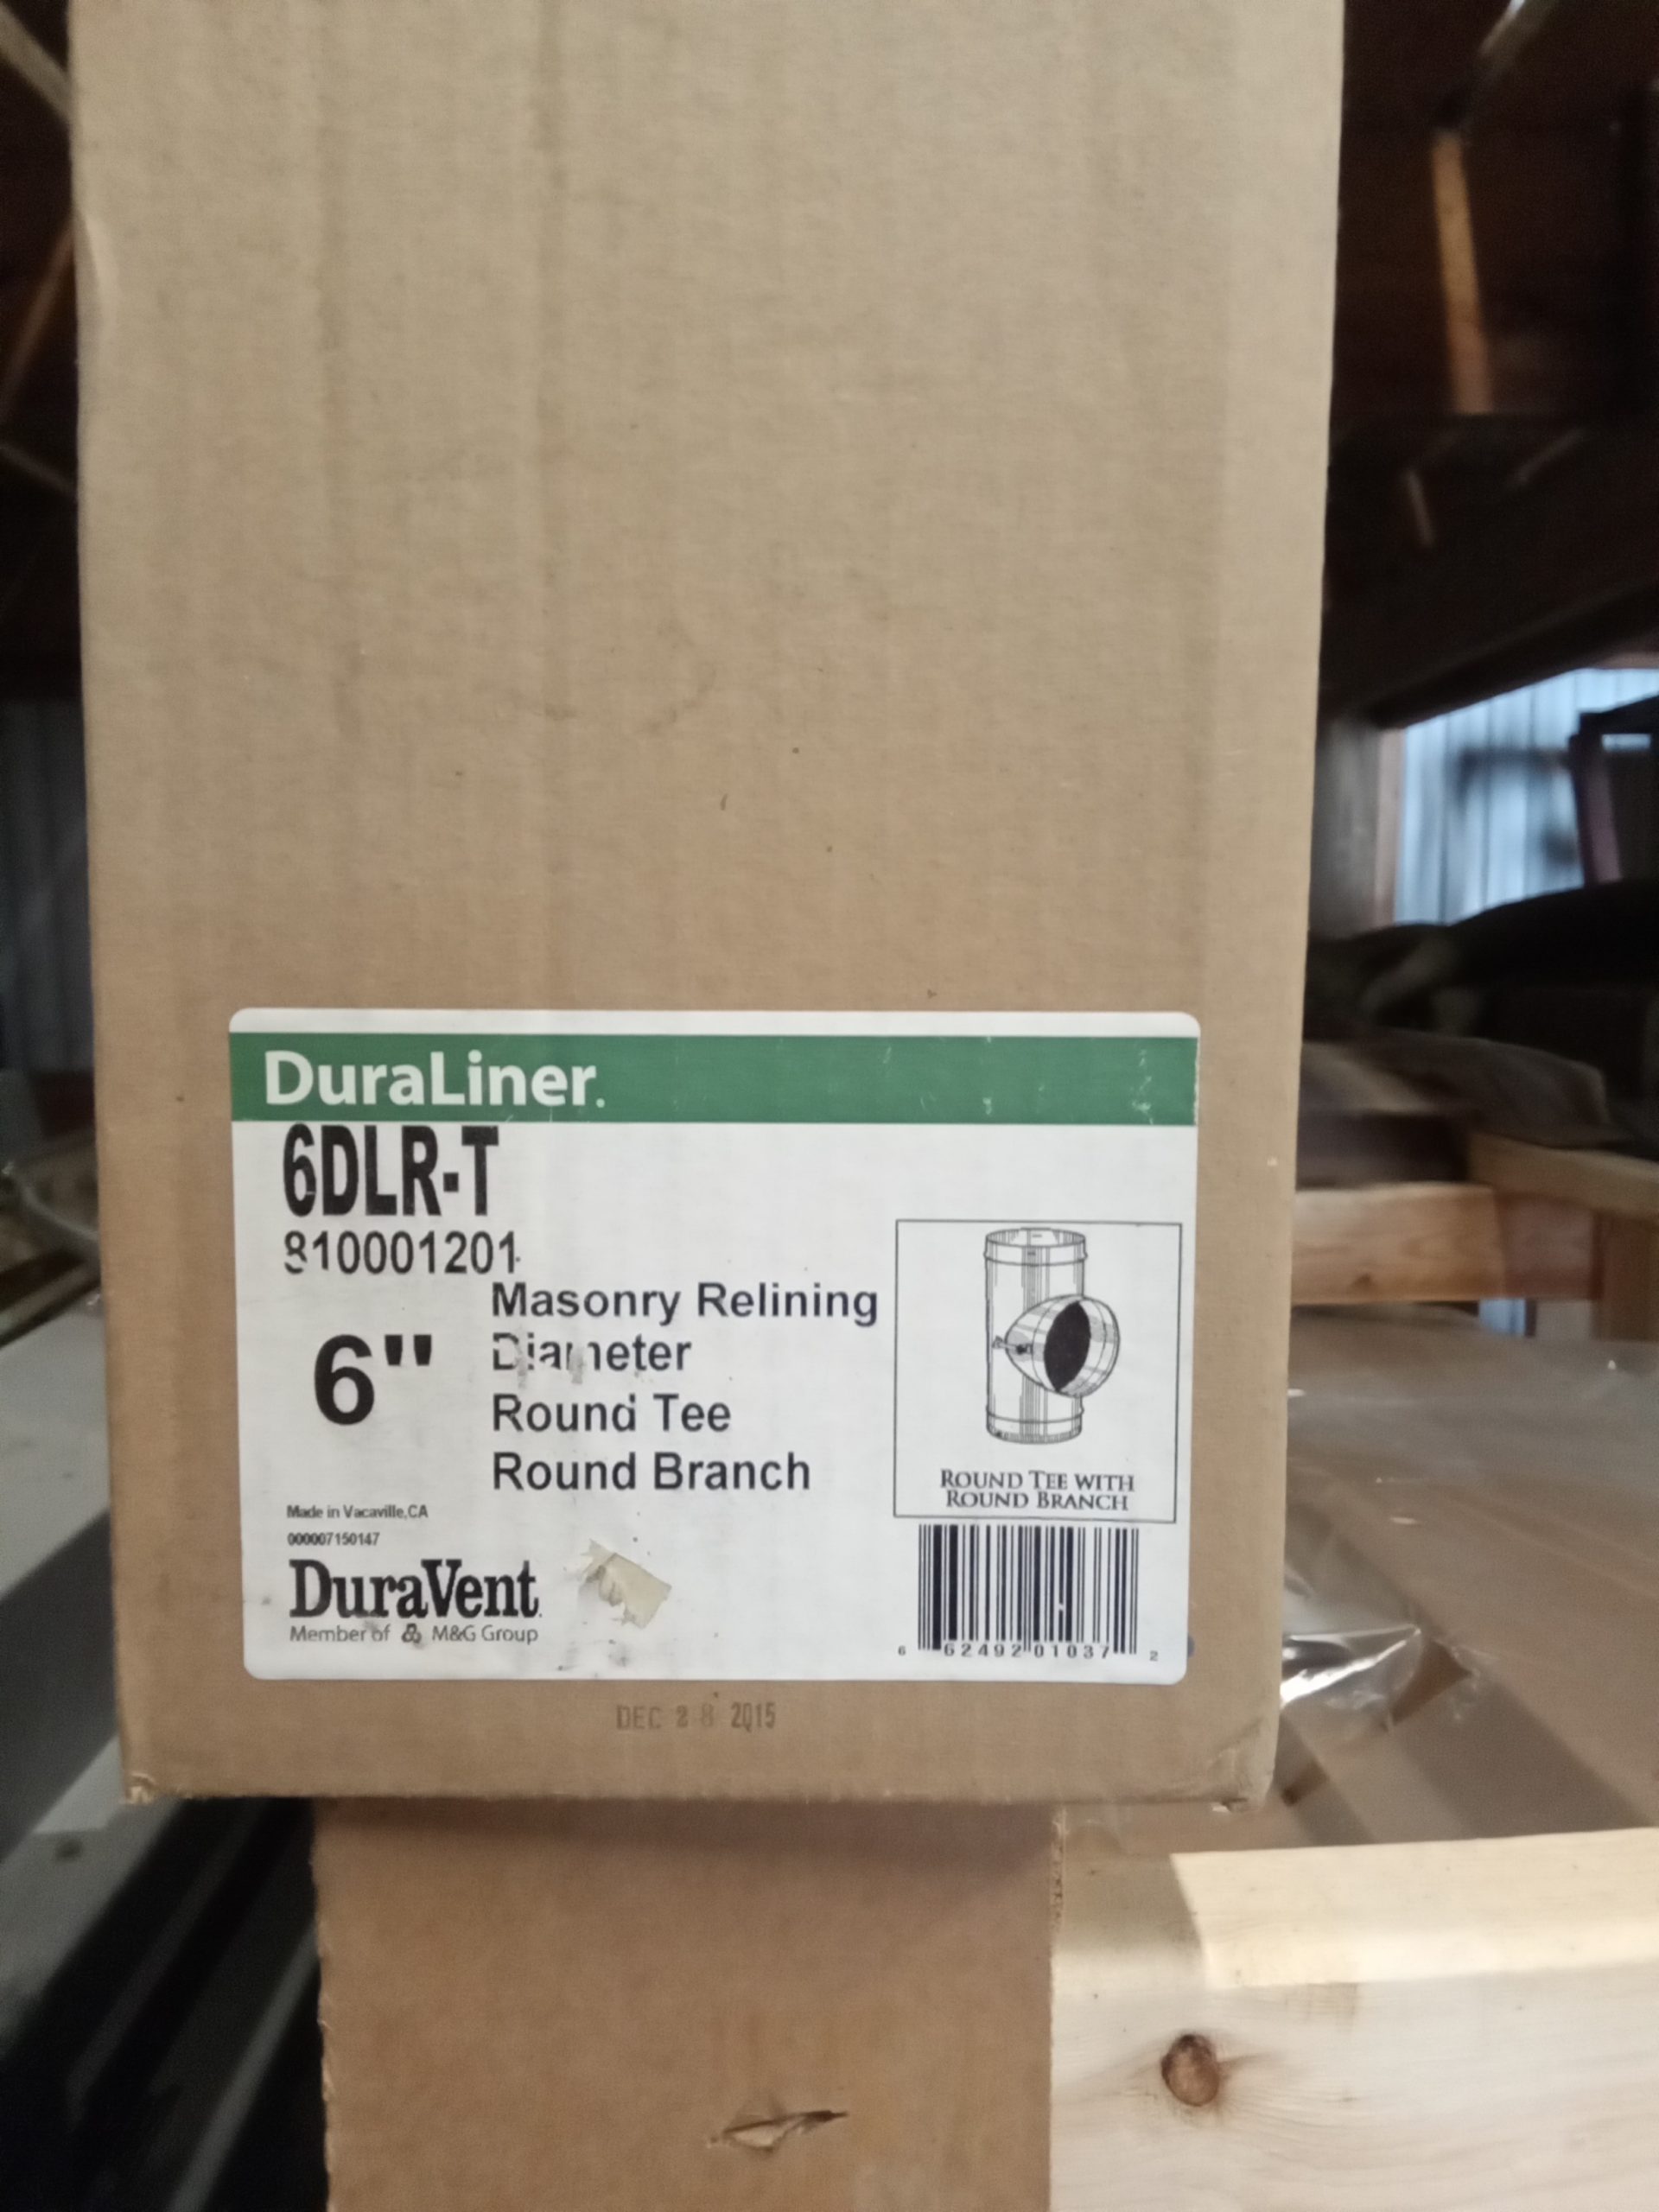 DuraLiner.
6DLR-T
810001201
Masonry Relining
6" Diameter
Round Tee
Round Branch
ROUND TEE WITH
ROUND BRANCH
Made in Vacaville,CA
000007150147
DuraVent
Member of M&G Group
6 62492 01037 2
DEC 28 2015